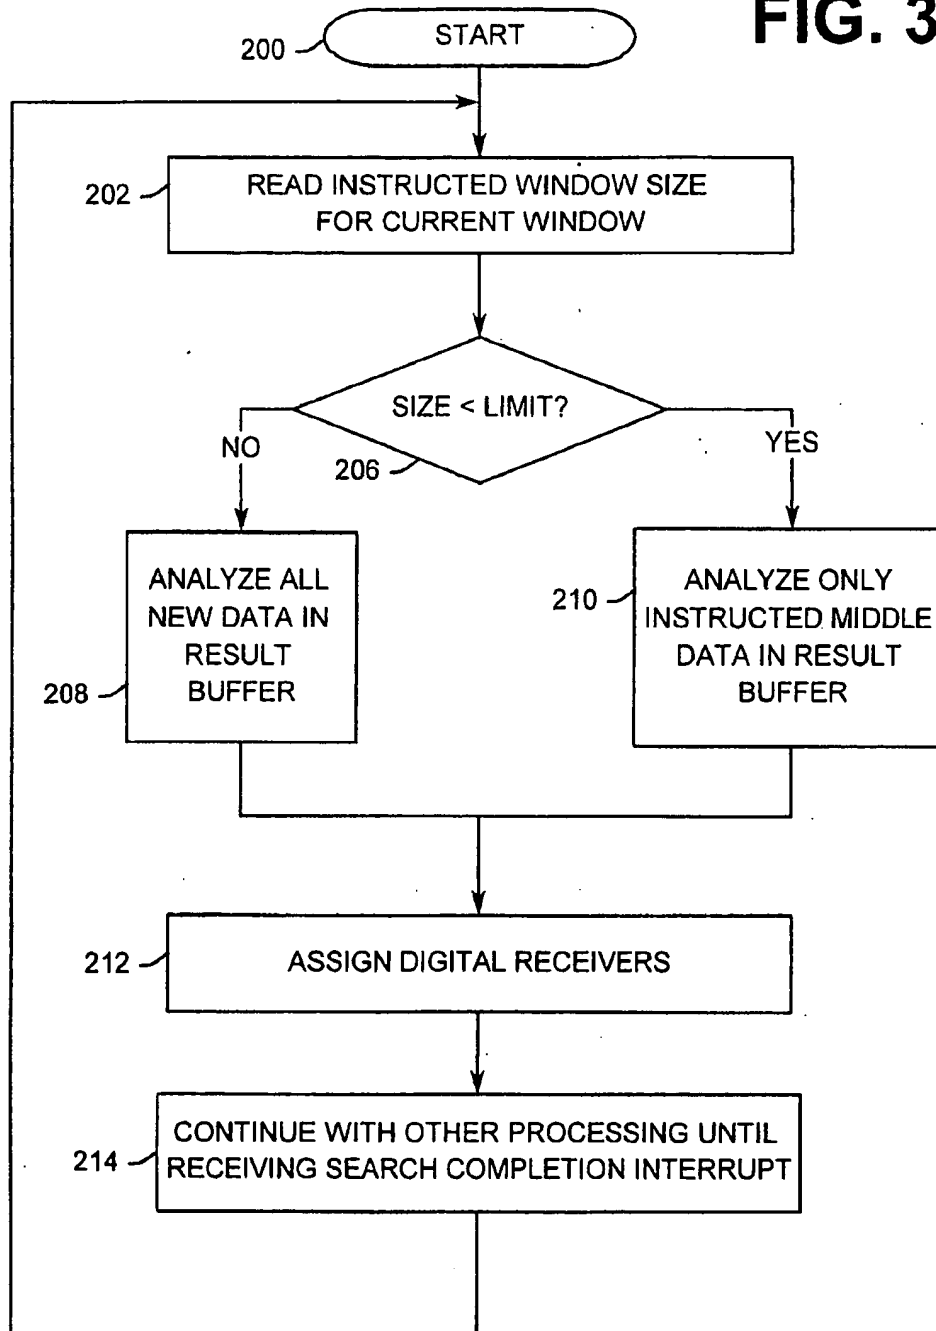 FIG. 3
200
START
202
READ INSTRUCTED WINDOW SIZE
FOR CURRENT WINDOW
SIZE < LIMIT?
NO
YES
206
ANALYZE ALL
NEW DATA IN
RESULT
BUFFER
208
210
ANALYZE ONLY
INSTRUCTED MIDDLE
DATA IN RESULT
BUFFER
212
ASSIGN DIGITAL RECEIVERS
214
CONTINUE WITH OTHER PROCESSING UNTIL
RECEIVING SEARCH COMPLETION INTERRUPT